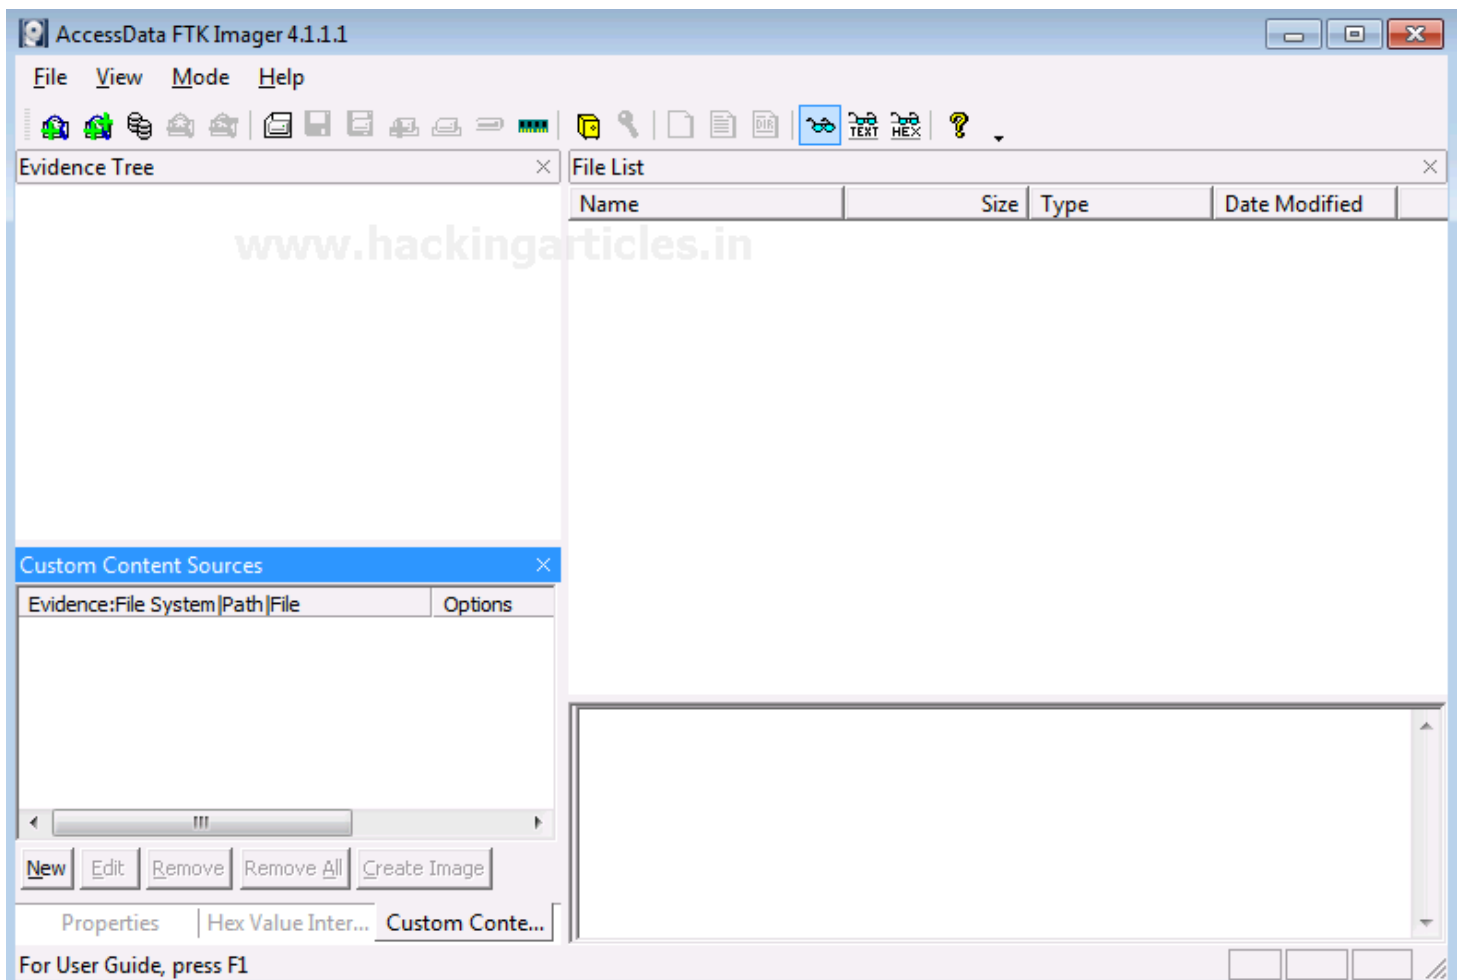 AccessData FTK Imager 4.1.1.1
File View Mode Help
DIR TEXT HEX ?
Evidence Tree
File List
Name Size Type Date Modified
www.hackingarticles.in
Custom Content Sources
Evidence:File System|Path|File Options
New Edit Remove Remove All Create Image
Properties Hex Value Inter... Custom Conte...
For User Guide, press F1